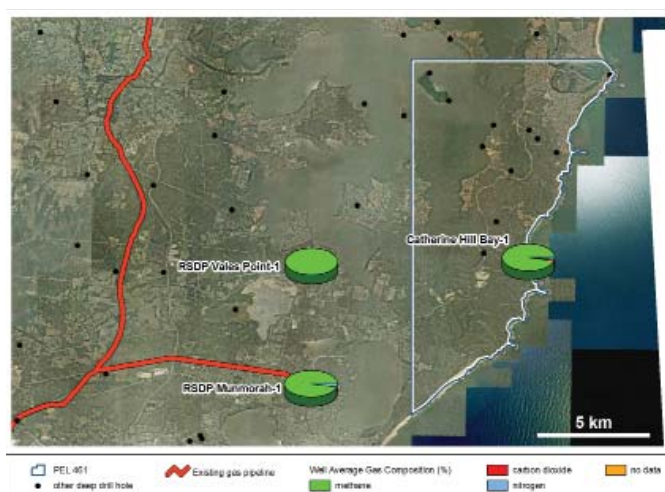 Catherine Hill Bay-1
RSDP Vales Point-1
RSDP Munmorah-1
5 km
PEL 461
Existing gas pipeline
Well Average Gas Composition (%)
carbon dioxide
no data
other deep drill hole
methane
nitrogen